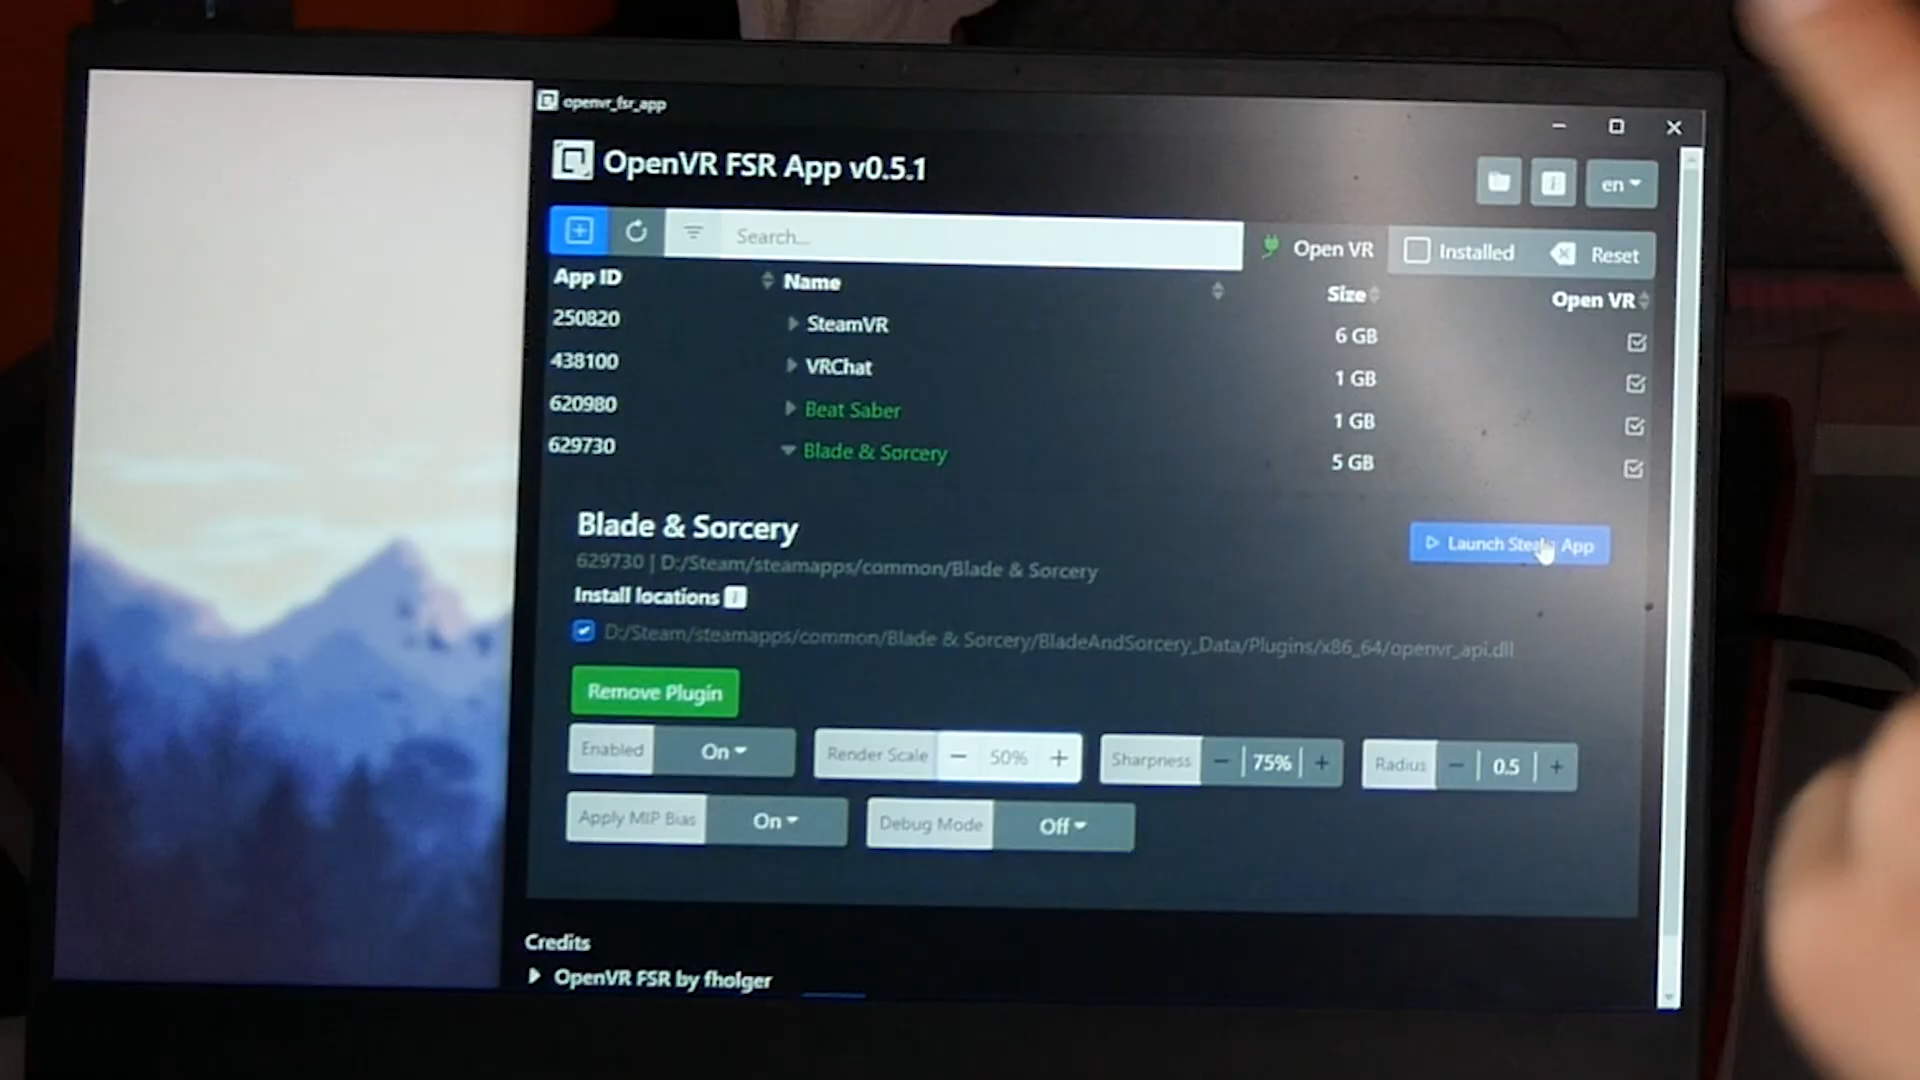 openvr_fsr_app
OpenVR FSR App v0.5.1
en
Search...
Open VR
Installed
Reset
App ID
Name
Size
Open VR
250820
SteamVR
6 GB
438100
VRChat
1 GB
620980
Beat Saber
1 GB
629730
Blade & Sorcery
5 GB
Blade & Sorcery
Launch Steam App
629730 | D:/Steam/steamapps/common/Blade & Sorcery
Install locations i
D:/Steam/steamapps/common/Blade & Sorcery/BladeAndSorcery_Data/Plugins/x86_64/openvr_api.dll
Remove Plugin
Enabled On
Render Scale − 50% +
Sharpness − 75% +
Radius − 0.5 +
Apply MIP Bias On
Debug Mode Off
Credits
OpenVR FSR by fholger